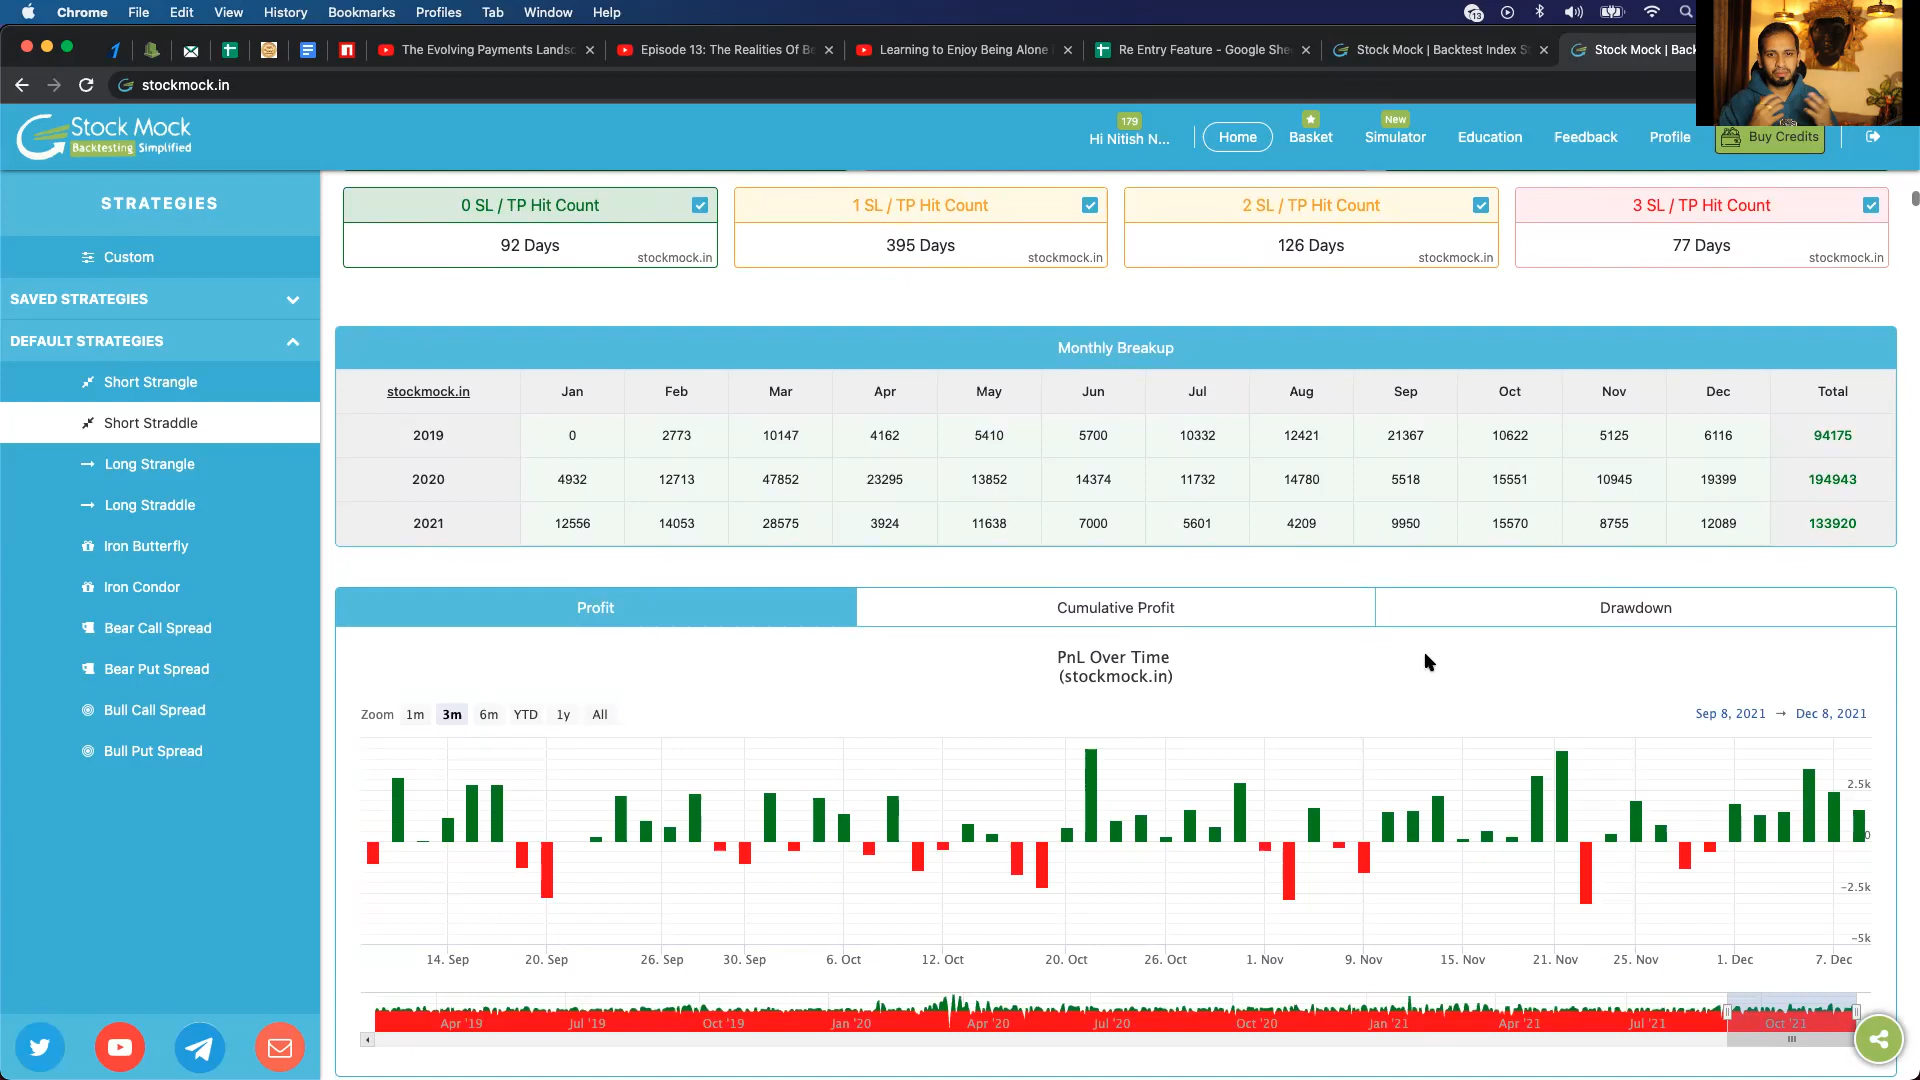 Chrome File Edit View History Bookmarks Profiles Tab Window Help
13
The Evolving Payments Landsc
Episode 13: The Realities Of Be
Learning to Enjoy Being Alone
Re Entry Feature - Google She
Stock Mock | Backtest Index S
Stock Mock | Back
stockmock.in
Stock Mock
Backtesting Simplified
179
Hi Nitish N...
Home
Basket
New
Simulator
Education
Feedback
Profile
Buy Credits
STRATEGIES
Custom
SAVED STRATEGIES
DEFAULT STRATEGIES
Short Strangle
Short Straddle
Long Strangle
Long Straddle
Iron Butterfly
Iron Condor
Bear Call Spread
Bear Put Spread
Bull Call Spread
Bull Put Spread
0 SL / TP Hit Count
92 Days
stockmock.in
1 SL / TP Hit Count
395 Days
stockmock.in
2 SL / TP Hit Count
126 Days
stockmock.in
3 SL / TP Hit Count
77 Days
stockmock.in
Monthly Breakup
stockmock.in Jan Feb Mar Apr May Jun Jul Aug Sep Oct Nov Dec Total
2019 0 2773 10147 4162 5410 5700 10332 12421 21367 10622 5125 6116 94175
2020 4932 12713 47852 23295 13852 14374 11732 14780 5518 15551 10945 19399 194943
2021 12556 14053 28575 3924 11638 7000 5601 4209 9950 15570 8755 12089 133920
Profit Cumulative Profit Drawdown
PnL Over Time
(stockmock.in)
Zoom 1m 3m 6m YTD 1y All
Sep 8, 2021 → Dec 8, 2021
2.5k
0
-2.5k
-5k
14. Sep 20. Sep 26. Sep 30. Sep 6. Oct 12. Oct 20. Oct 26. Oct 1. Nov 9. Nov 15. Nov 21. Nov 25. Nov 1. Dec 7. Dec
Apr '19 Jul '19 Oct '19 Jan '20 Apr '20 Jul '20 Oct '20 Jan '21 Apr '21 Jul '21 Oct '21